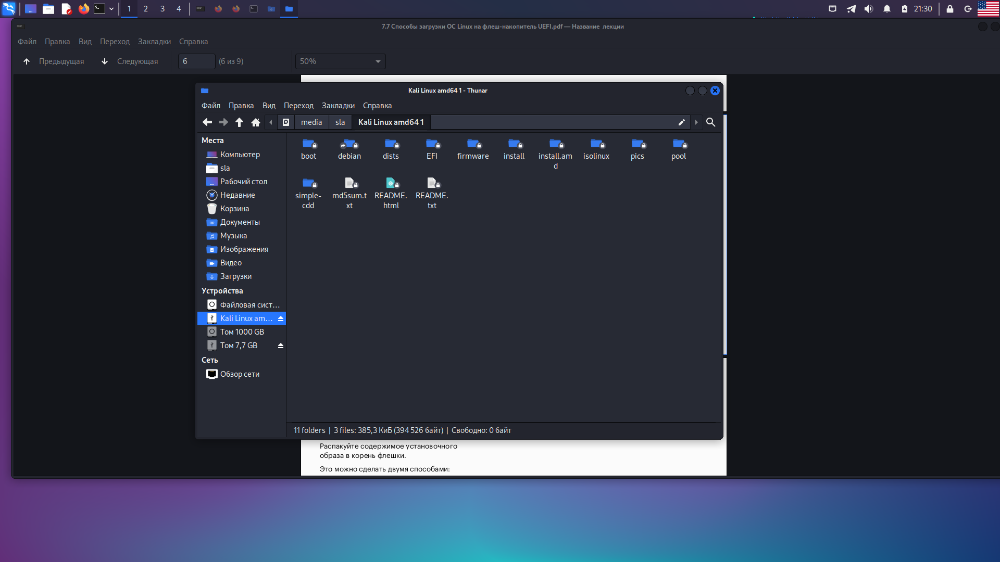 1 2 3 4
21:30
7.7 Способы загрузки ОС Linux на флеш-накопитель UEFI.pdf — Название лекции
Файл Правка Вид Переход Закладки Справка
Предыдущая Следующая 6 (6 из 9) 50%
Kali Linux amd64 1 - Thunar
Файл Правка Вид Переход Закладки Справка
media sla Kali Linux amd64 1
Места
Компьютер
sla
Рабочий стол
Недавние
Корзина
Документы
Музыка
Изображения
Видео
Загрузки
Устройства
Файловая сист...
Kali Linux am...
Том 1000 GB
Том 7,7 GB
Сеть
Обзор сети
boot debian dists EFI firmware install install.am isolinux pics pool
d
simple- md5sum.t README. README.
cdd xt html txt
11 folders | 3 files: 385,3 КиБ (394 526 байт) | Свободно: 0 байт
Распакуйте содержимое установочного
образа в корень флешки.
Это можно сделать двумя способами: